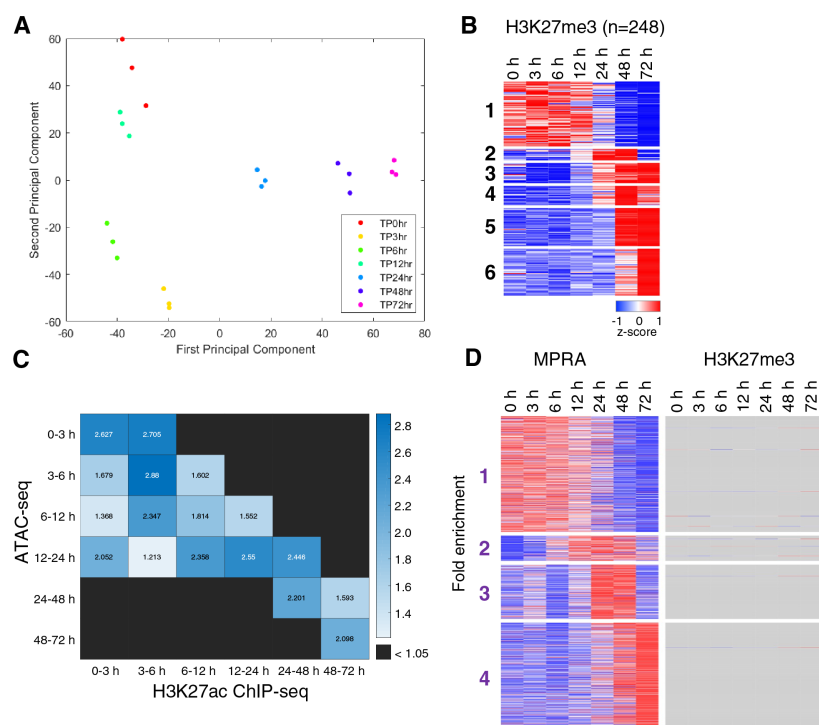 A
60
40
20
0
-20
-40
-60
-60
-40
-20
0
20
40
60
80
Second Principal Component
First Principal Component
TP0hr
TP3hr
TP6hr
TP12hr
TP24hr
TP48hr
TP72hr
B
H3K27me3 (n=248)
0 h
3 h
6 h
12 h
24 h
48 h
72 h
1
2
3
4
5
6
-1 0 1
z-score
C
ATAC-seq
0-3 h
2.627 2.705
3-6 h
1.679 2.88 1.602
6-12 h
1.368 2.347 1.814 1.552
12-24 h
2.052 1.213 2.358 2.55 2.446
24-48 h
2.201 1.593
48-72 h
2.098
0-3 h 3-6 h 6-12 h 12-24 h 24-48 h 48-72 h
H3K27ac ChIP-seq
2.8
2.6
2.4
2.2
2.0
1.8
1.6
1.4
< 1.05
D
MPRA
0 h
3 h
6 h
12 h
24 h
48 h
72 h
H3K27me3
0 h
3 h
6 h
12 h
24 h
48 h
72 h
Fold enrichment
1
2
3
4